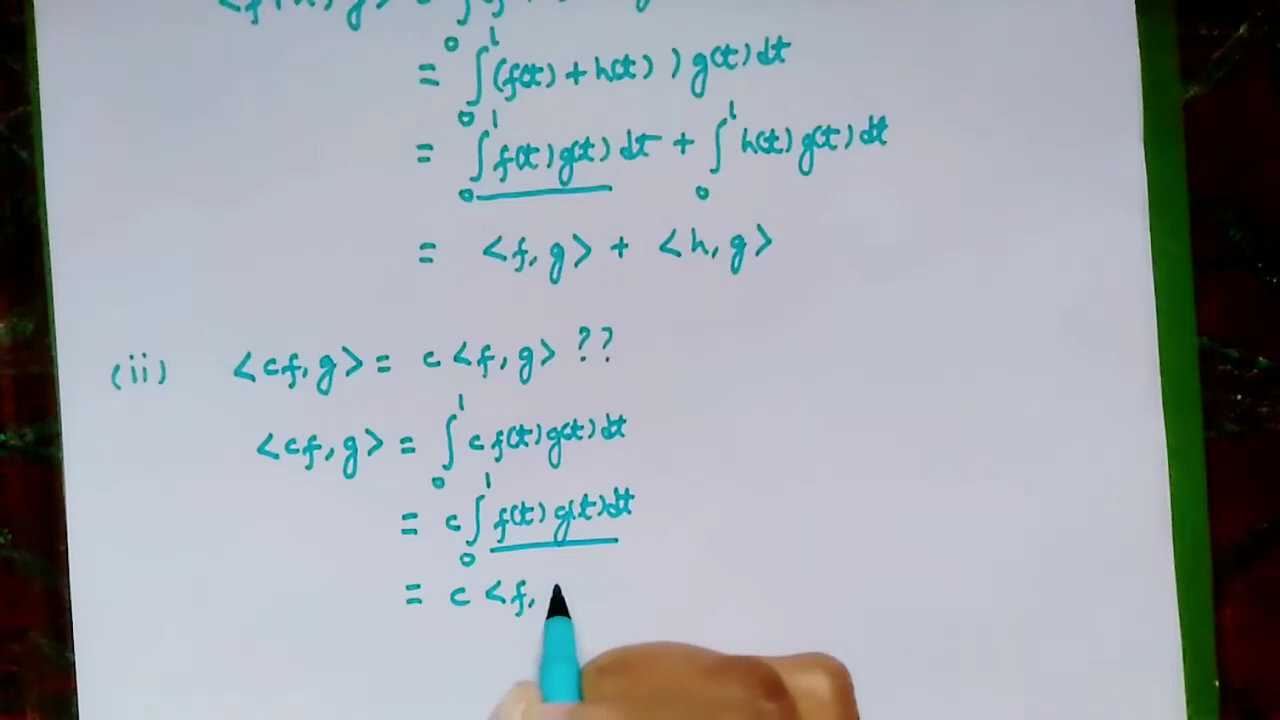 = ∫₀¹ (f(t) + h(t) ) g(t) dt
= ∫₀¹ f(t) g(t) dt + ∫₀¹ h(t) g(t) dt
= <f, g> + <h, g>
(ii) <cf, g> = c <f, g> ??
<cf, g> = ∫₀¹ c f(t) g(t) dt
= c ∫₀¹ f(t) g(t) dt
= c <f,